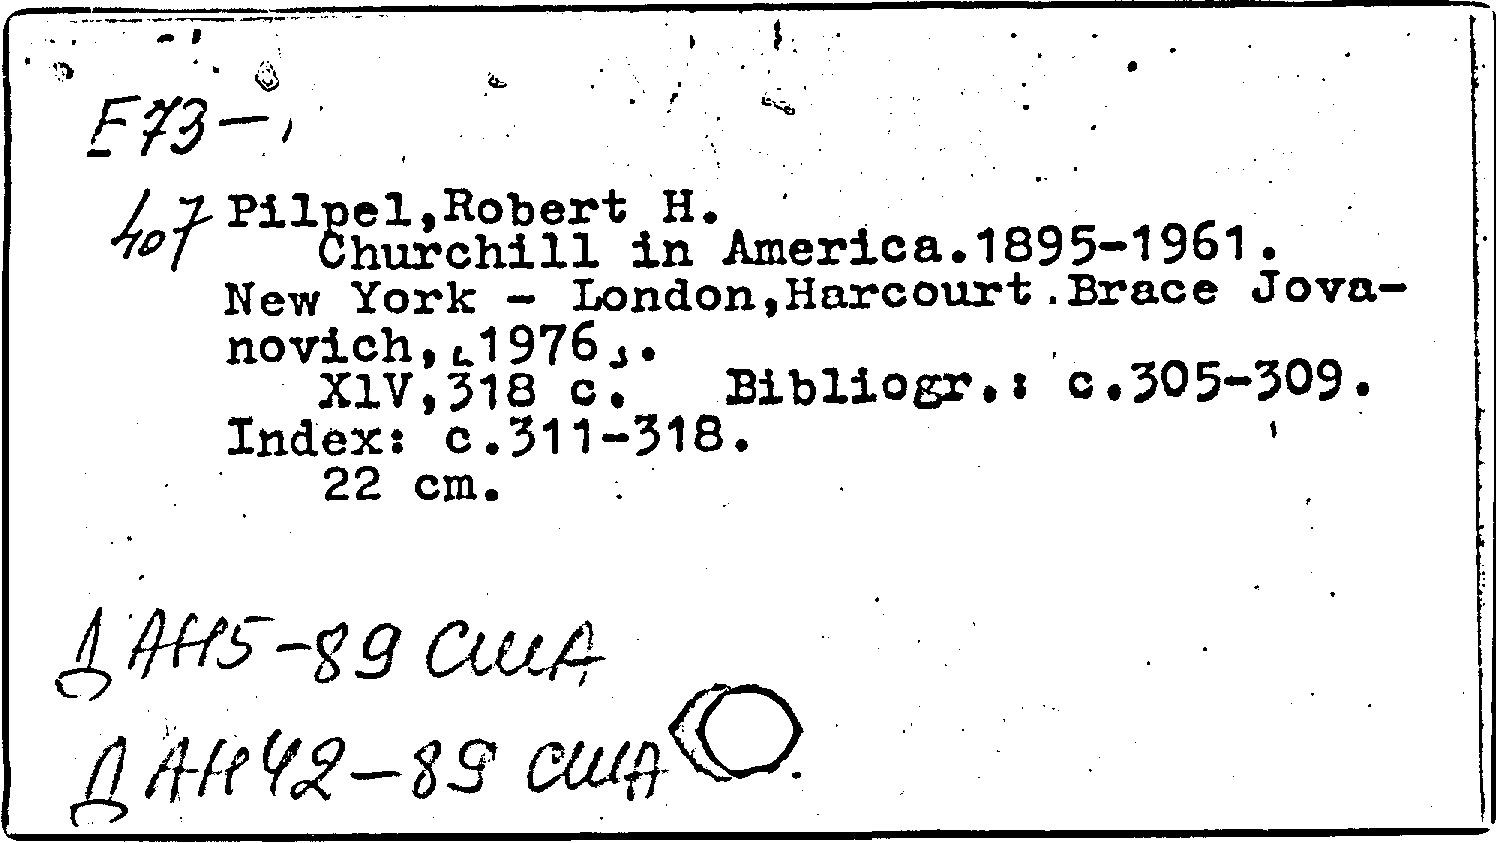 E73-
407
Pilpel,Robert H.
Churchill in America.1895-1961.
New York - London,Harcourt.Brace Jova-
novich,[1976].
X1V,318 с. Bibliogr.: с.305-309.
Index: с.311-318.
22 cm.
Д АН5-89 США
Д АН42-89 США